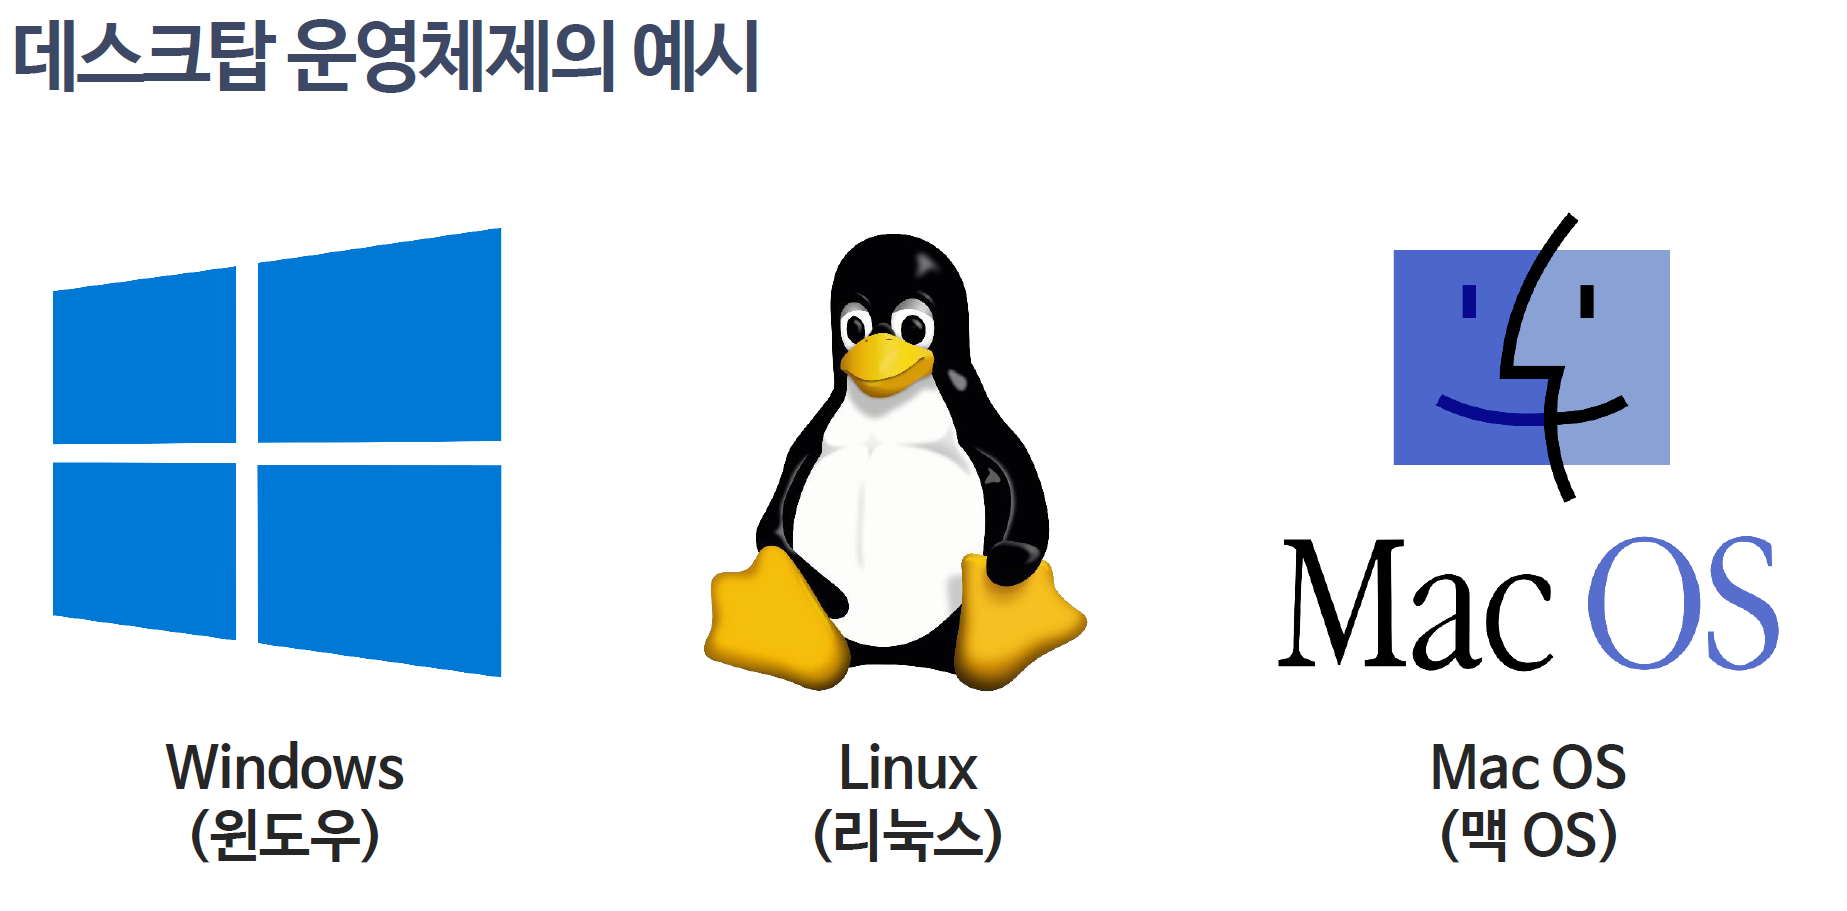 데스크탑 운영체제의 예시
Mac OS
Windows
(윈도우)
Linux
(리눅스)
Mac OS
(맥 OS)